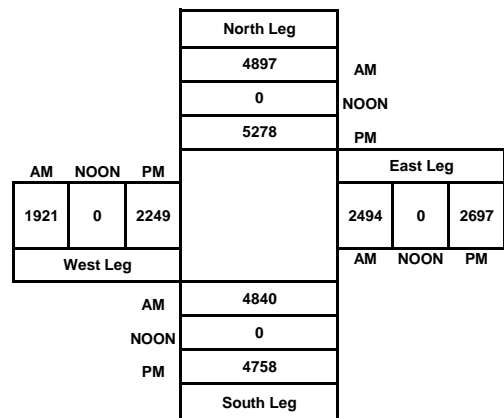 North Leg
4897 AM
0 NOON
5278 PM
AM NOON PM
East Leg
1921 0 2249
2494 0 2697
West Leg
AM NOON PM
AM 4840
NOON 0
PM 4758
South Leg